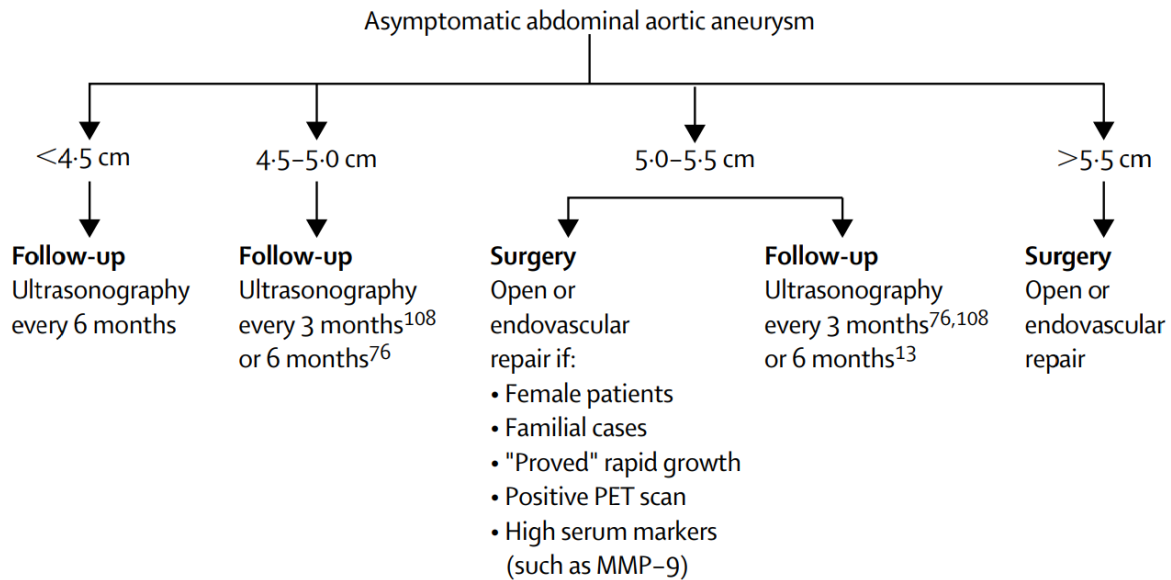 Asymptomatic abdominal aortic aneurysm
<4·5 cm
4·5–5·0 cm
5·0–5·5 cm
>5·5 cm
Follow-up
Ultrasonography
every 6 months
Follow-up
Ultrasonography
every 3 months108
or 6 months76
Surgery
Open or
endovascular
repair if:
• Female patients
• Familial cases
• "Proved" rapid growth
• Positive PET scan
• High serum markers
(such as MMP–9)
Follow-up
Ultrasonography
every 3 months76,108
or 6 months13
Surgery
Open or
endovascular
repair